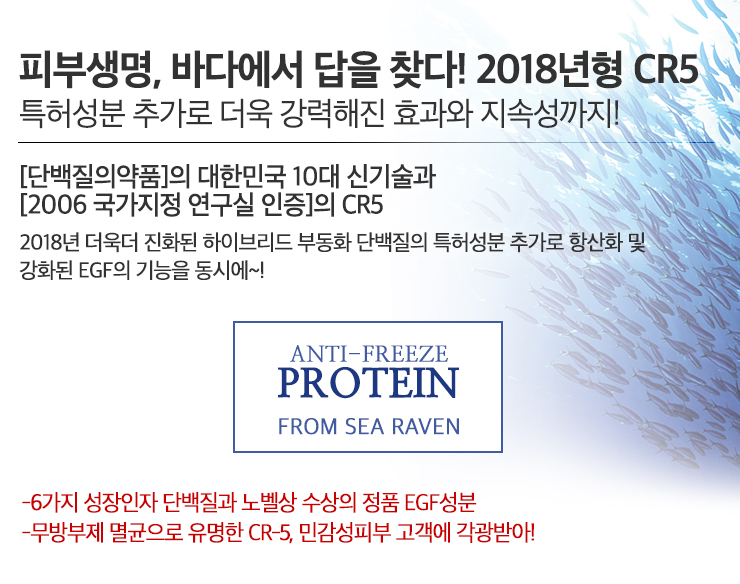 피부생명, 바다에서 답을 찾다! 2018년형 CR5
특허성분 추가로 더욱 강력해진 효과와 지속성까지!
[단백질의약품]의 대한민국 10대 신기술과
[2006 국가지정 연구실 인증]의 CR5
2018년 더욱더 진화된 하이브리드 부동화 단백질의 특허성분 추가로 항산화 및
강화된 EGF의 기능을 동시에~!
ANTI-FREEZE
PROTEIN
FROM SEA RAVEN
-6가지 성장인자 단백질과 노벨상 수상의 정품 EGF성분
-무방부제 멸균으로 유명한 CR-5, 민감성피부 고객에 각광받아!